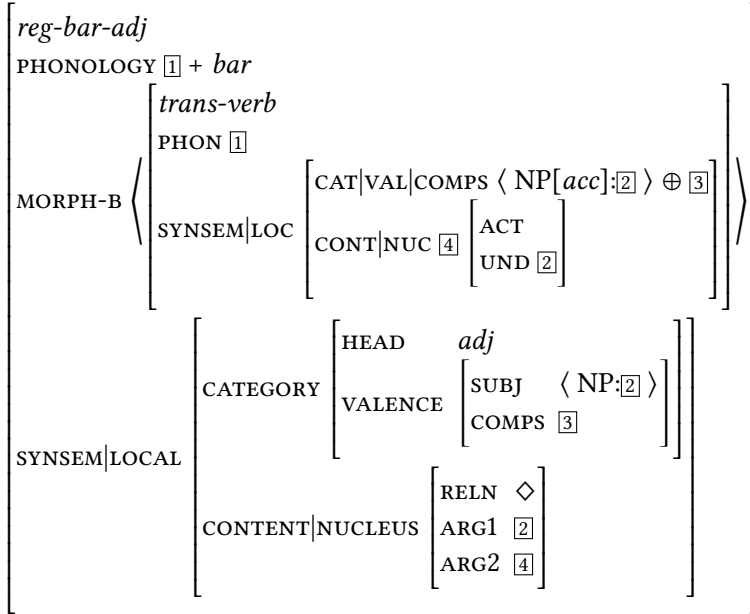 reg-bar-adj
PHONOLOGY 1 + bar
trans-verb
PHON 1
MORPH-B ⟨ CAT|VAL|COMPS ⟨ NP[acc]:2 ⟩ ⊕ 3 ⟩
SYNSEM|LOC CONT|NUC 4 ACT
UND 2
HEAD adj
CATEGORY VALENCE SUBJ ⟨ NP:2 ⟩
COMPS 3
SYNSEM|LOCAL
RELN ◇
CONTENT|NUCLEUS ARG1 2
ARG2 4